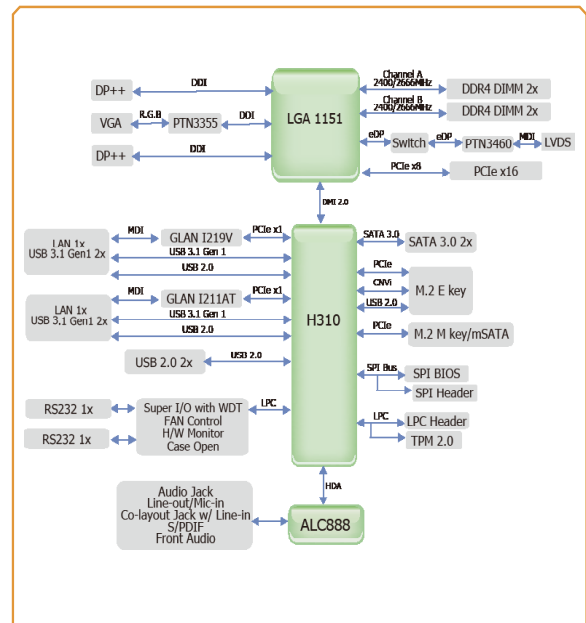 DP++
DDI
VGA
R.G.B
PTN3355
DDI
DP++
DDI
LGA 1151
Channel A
2400/2666MHz
DDR4 DIMM 2x
Channel B
2400/2666MHz
DDR4 DIMM 2x
eDP
Switch
eDP
PTN3460
MDI
LVDS
PCIe x8
PCIe x16
DMI 2.0
LAN 1x
USB 3.1 Gen1 2x
MDI
GLAN I219V
PCIe x1
USB 3.1 Gen 1
USB 2.0
LAN 1x
USB 3.1 Gen1 2x
MDI
GLAN I211AT
PCIe x1
USB 3.1 Gen 1
USB 2.0
USB 2.0 2x
USB 2.0
RS232 1x
RS232 1x
Super I/O with WDT
FAN Control
H/W Monitor
Case Open
LPC
H310
SATA 3.0
SATA 3.0 2x
PCIe
CNVi
USB 2.0
M.2 E key
PCIe
M.2 M key/mSATA
SPI Bus
SPI BIOS
SPI Header
LPC
LPC Header
TPM 2.0
HDA
Audio Jack
Line-out/Mic-in
Co-layout Jack w/ Line-in
S/PDIF
Front Audio
ALC888